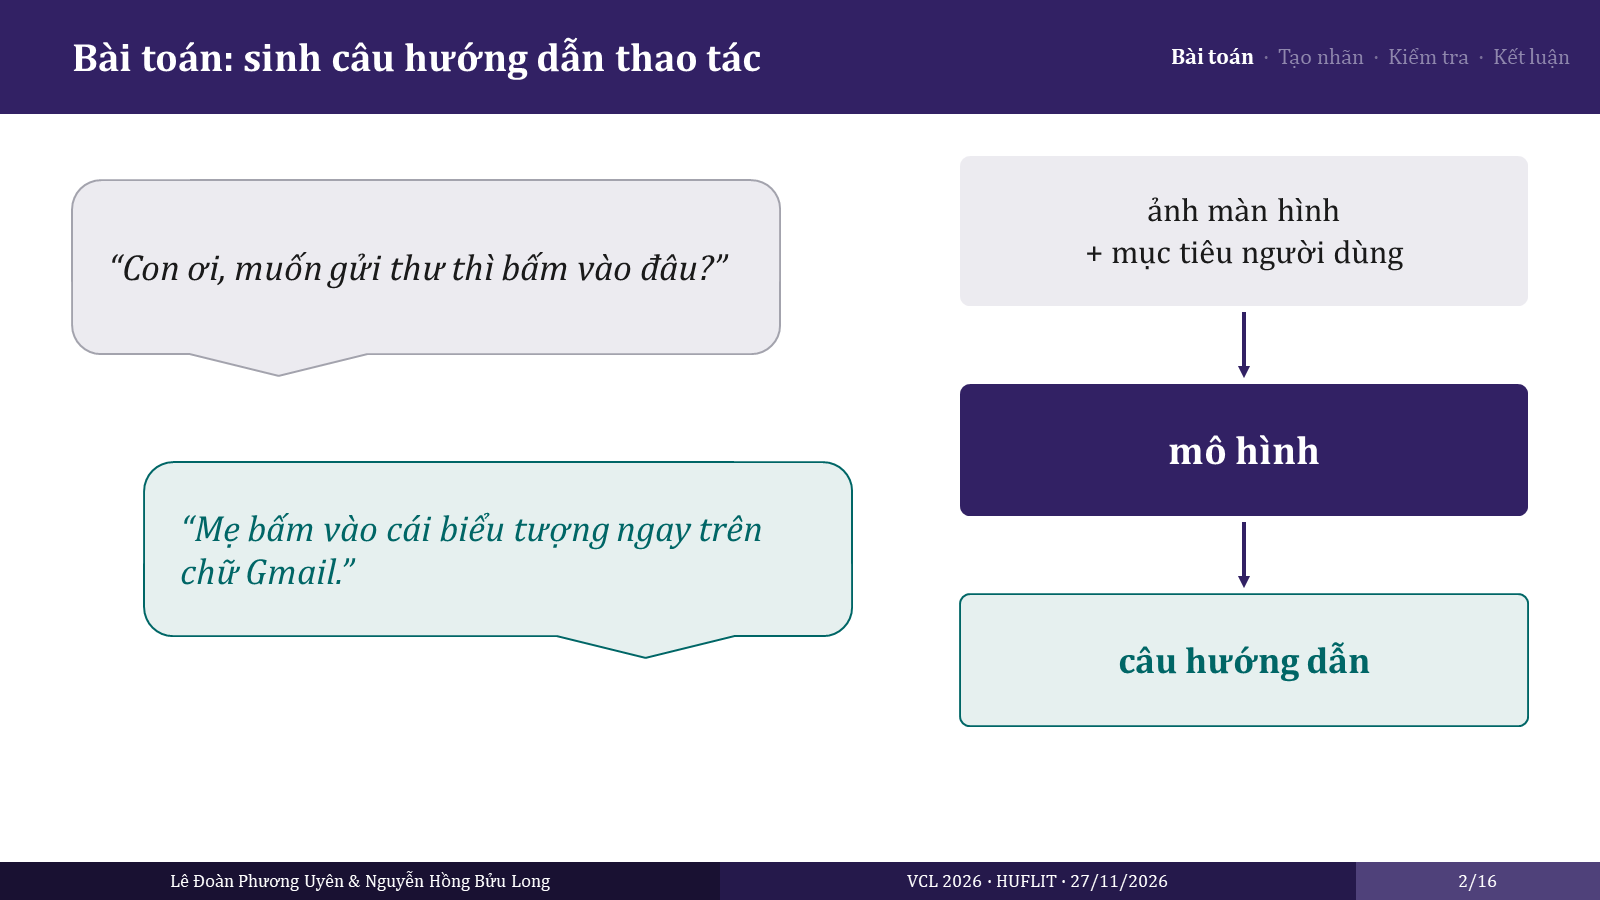 Bài toán: sinh câu hướng dẫn thao tác
Bài toán · Tạo nhãn · Kiểm tra · Kết luận
“Con ơi, muốn gửi thư thì bấm vào đâu?”
“Mẹ bấm vào cái biểu tượng ngay trên
chữ Gmail.”
ảnh màn hình
+ mục tiêu người dùng
mô hình
câu hướng dẫn
Lê Đoàn Phương Uyên & Nguyễn Hồng Bửu Long
VCL 2026 · HUFLIT · 27/11/2026
2/16